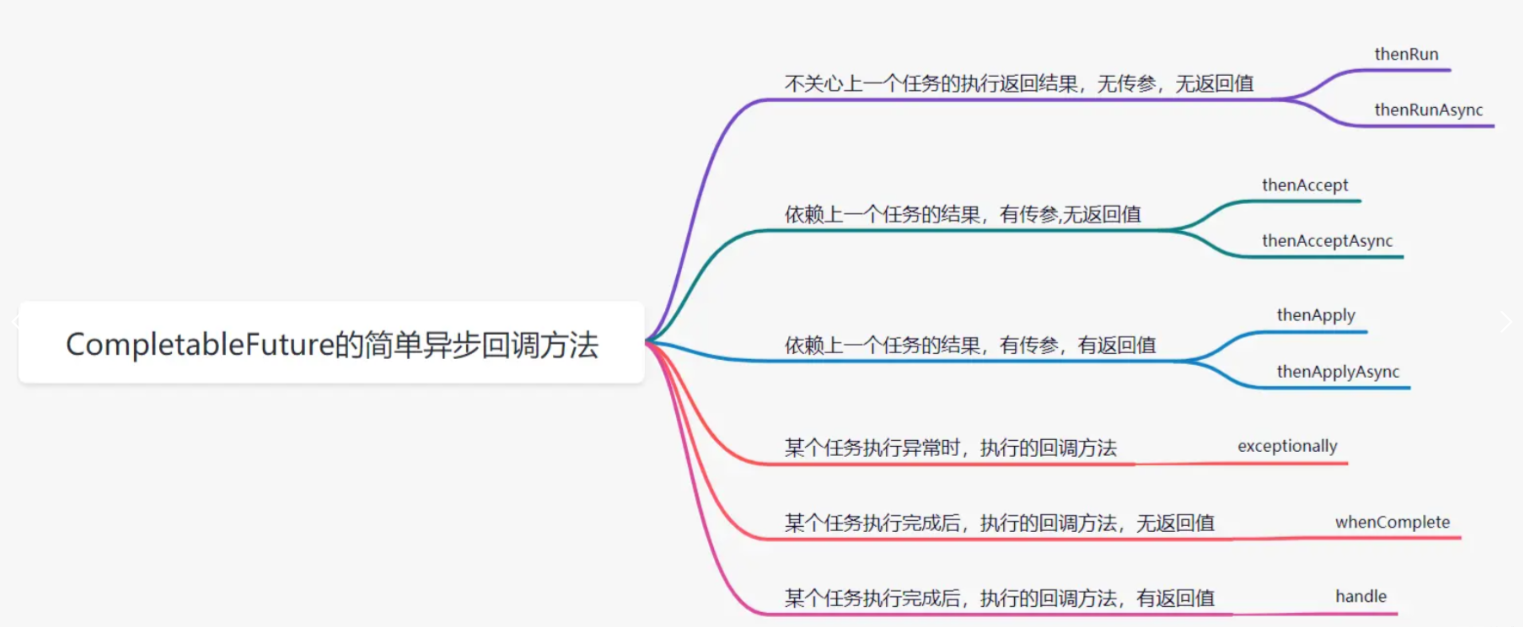 CompletableFuture的简单异步回调方法
不关心上一个任务的执行返回结果，无传参，无返回值
thenRun
thenRunAsync
依赖上一个任务的结果，有传参,无返回值
thenAccept
thenAcceptAsync
依赖上一个任务的结果，有传参，有返回值
thenApply
thenApplyAsync
某个任务执行异常时，执行的回调方法
exceptionally
某个任务执行完成后，执行的回调方法，无返回值
whenComplete
某个任务执行完成后，执行的回调方法，有返回值
handle